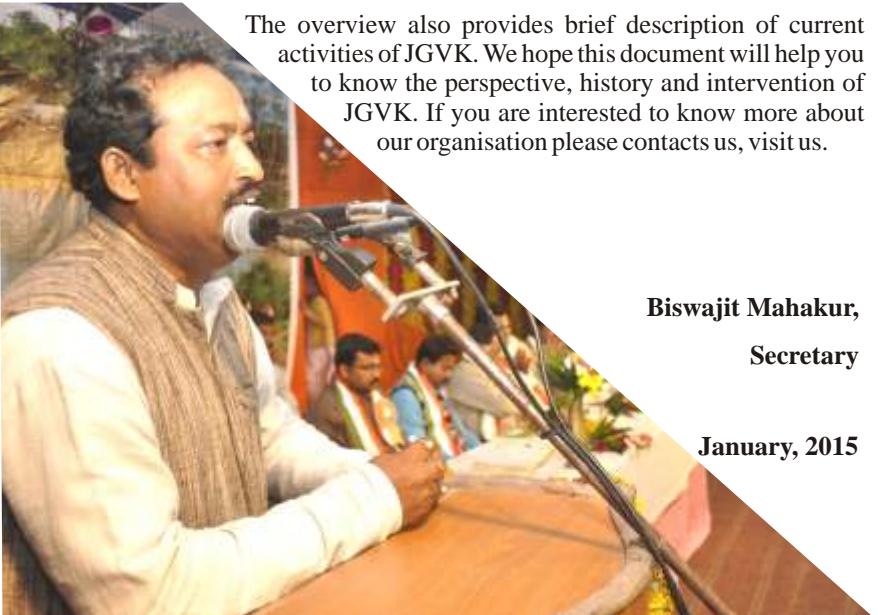 The overview also provides brief description of current
activities of JGVK. We hope this document will help you
to know the perspective, history and intervention of
JGVK. If you are interested to know more about
our organisation please contacts us, visit us.
Biswajit Mahakur,
Secretary
January, 2015